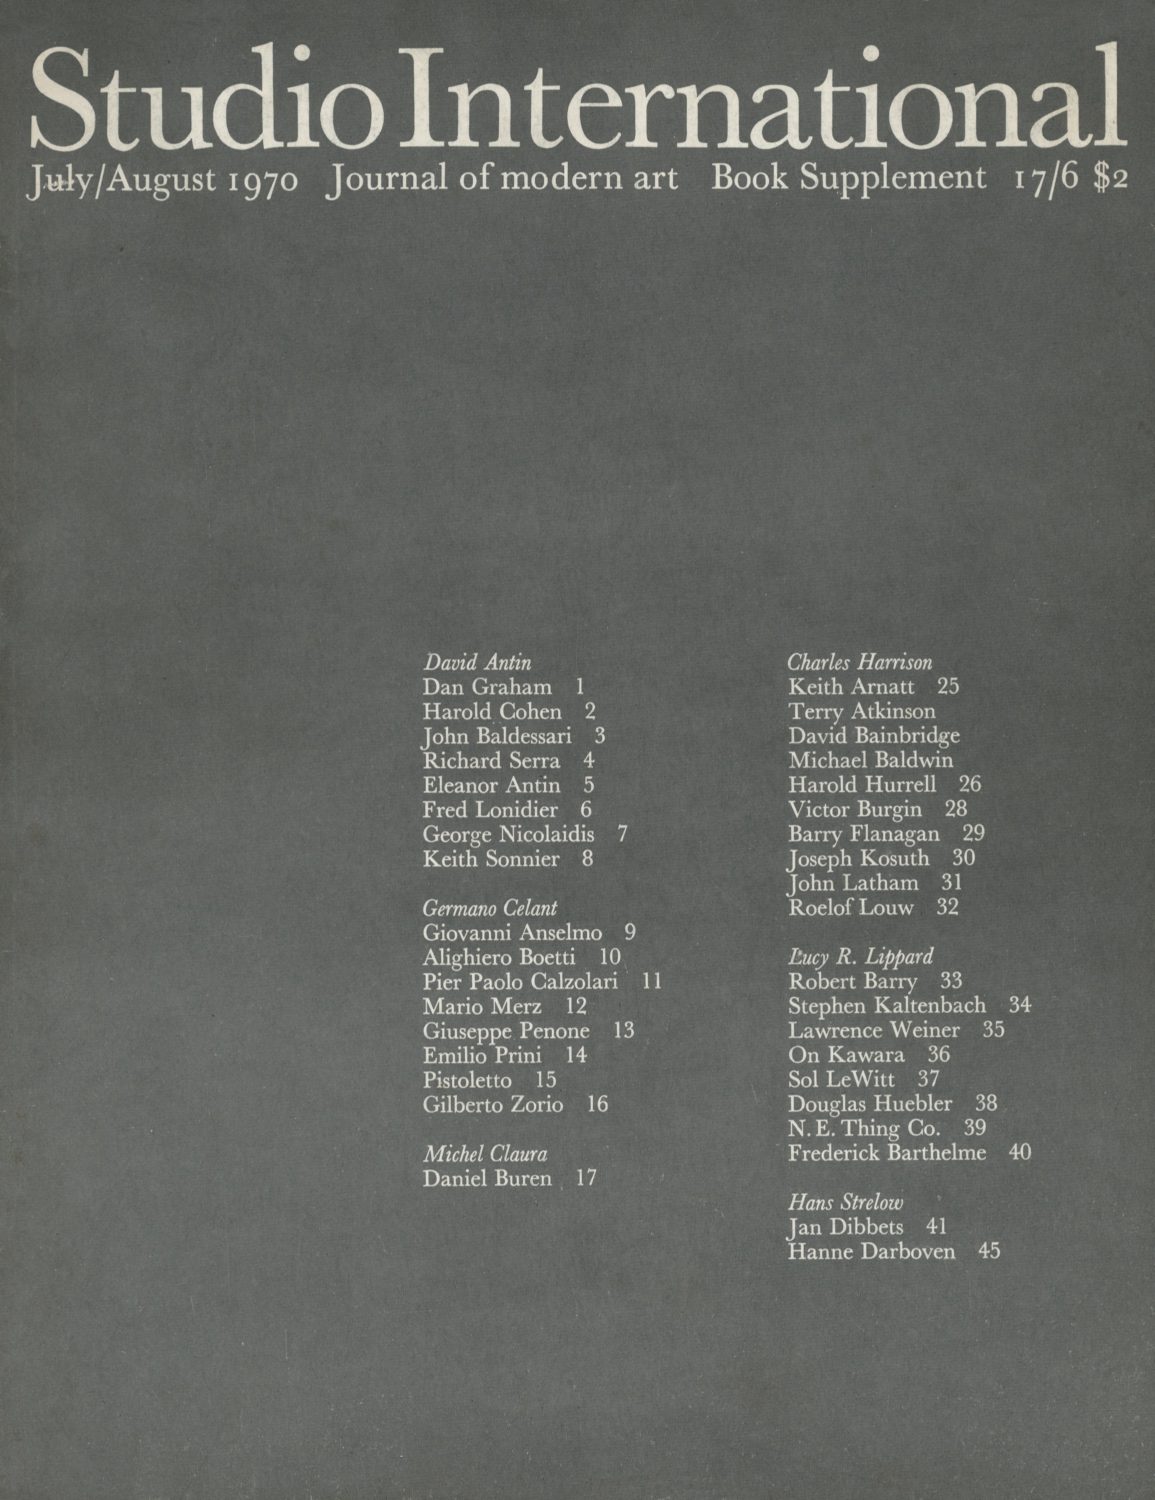 Studio International
July/August 1970 Journal of modern art Book Supplement 17/6 $2
David Antin
Dan Graham 1
Harold Cohen 2
John Baldessari 3
Richard Serra 4
Eleanor Antin 5
Fred Lonidier 6
George Nicolaidis 7
Keith Sonnier 8
Germano Celant
Giovanni Anselmo 9
Alighiero Boetti 10
Pier Paolo Calzolari 11
Mario Merz 12
Giuseppe Penone 13
Emilio Prini 14
Pistoletto 15
Gilberto Zorio 16
Michel Claura
Daniel Buren 17
Charles Harrison
Keith Arnatt 25
Terry Atkinson
David Bainbridge
Michael Baldwin
Harold Hurrell 26
Victor Burgin 28
Barry Flanagan 29
Joseph Kosuth 30
John Latham 31
Roelof Louw 32
Lucy R. Lippard
Robert Barry 33
Stephen Kaltenbach 34
Lawrence Weiner 35
On Kawara 36
Sol LeWitt 37
Douglas Huebler 38
N.E. Thing Co. 39
Frederick Barthelme 40
Hans Strelow
Jan Dibbets 41
Hanne Darboven 45